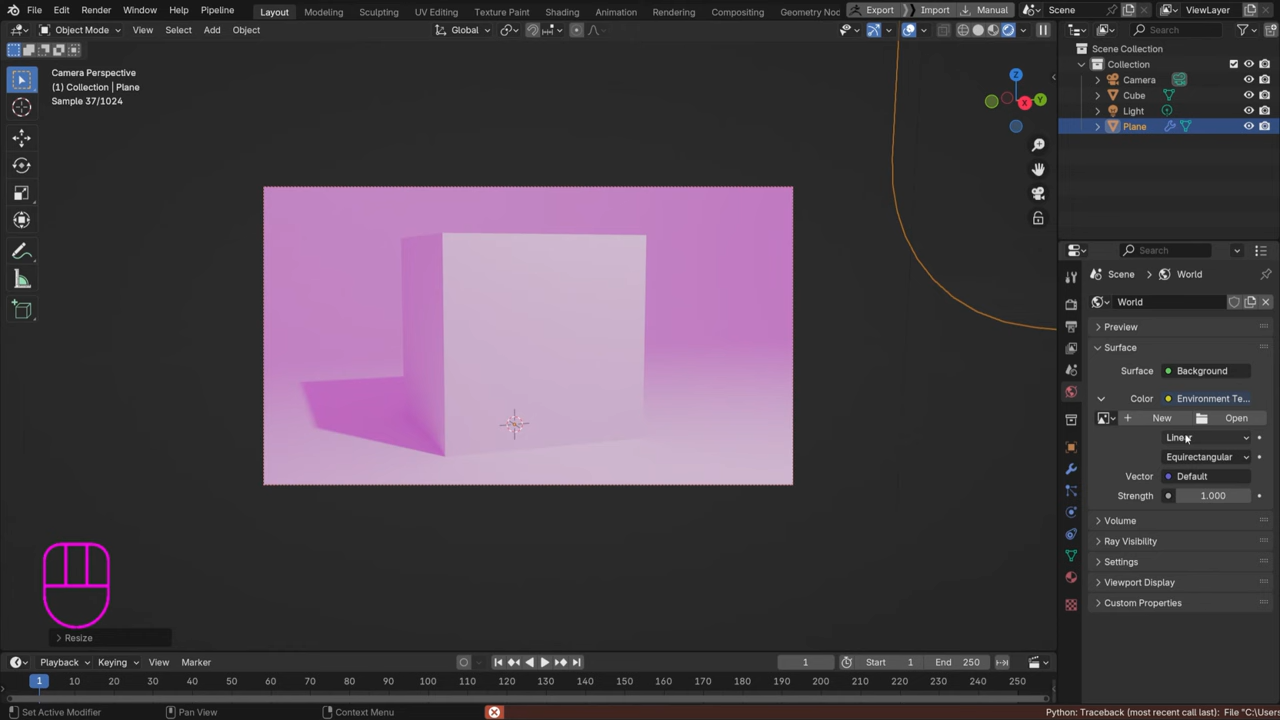 File Edit Render Window Help Pipeline Layout Modeling Sculpting UV Editing Texture Paint Shading Animation Rendering Compositing Geometry Nod Export Import Manual Scene ViewLayer
Object Mode View Select Add Object Global Search
Camera Perspective
(1) Collection | Plane
Sample 37/1024
Z
X
Y
Scene Collection
Collection
Camera
Cube
Light
Plane
Search
Scene > World
World
Preview
Surface
Surface Background
Color Environment Te...
New Open
Linear
Equirectangular
Vector Default
Strength 1.000
Volume
Ray Visibility
Settings
Viewport Display
Custom Properties
Resize
Playback Keying View Marker 1 Start 1 End 250
1 10 20 30 40 50 60 70 80 90 100 110 120 130 140 150 160 170 180 190 200 210 220 230 240 250
Set Active Modifier Pan View Context Menu Python: Traceback (most recent call last): File "C:\Users